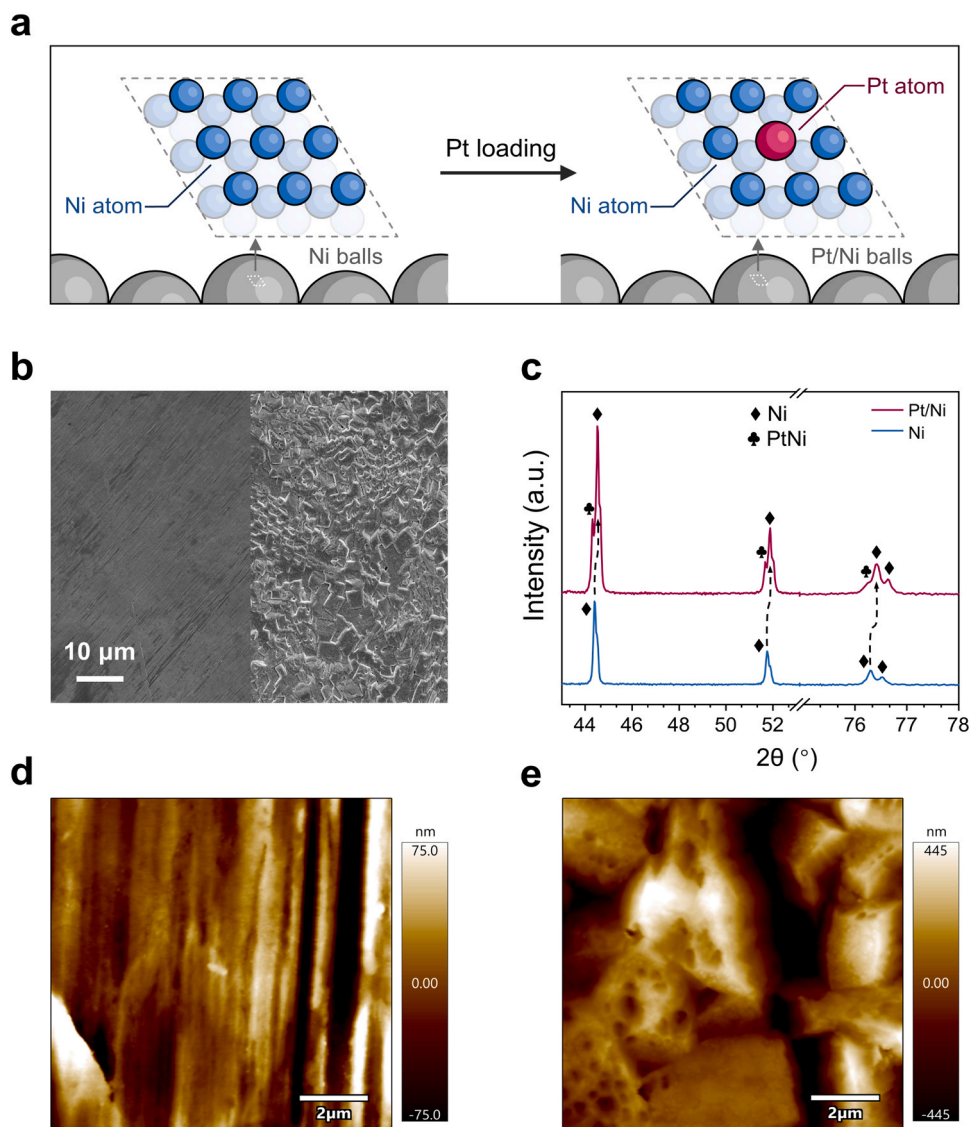 a
Pt atom
Pt loading
Ni atom
Ni atom
Ni balls
Pt/Ni balls
b
10 μm
c
Intensity (a.u.)
♦ Ni
♣ PtNi
Pt/Ni
Ni
44 46 48 50 52 76 77 78
2θ (°)
d
nm
75.0
0.00
-75.0
2μm
e
nm
445
0.00
-445
2μm